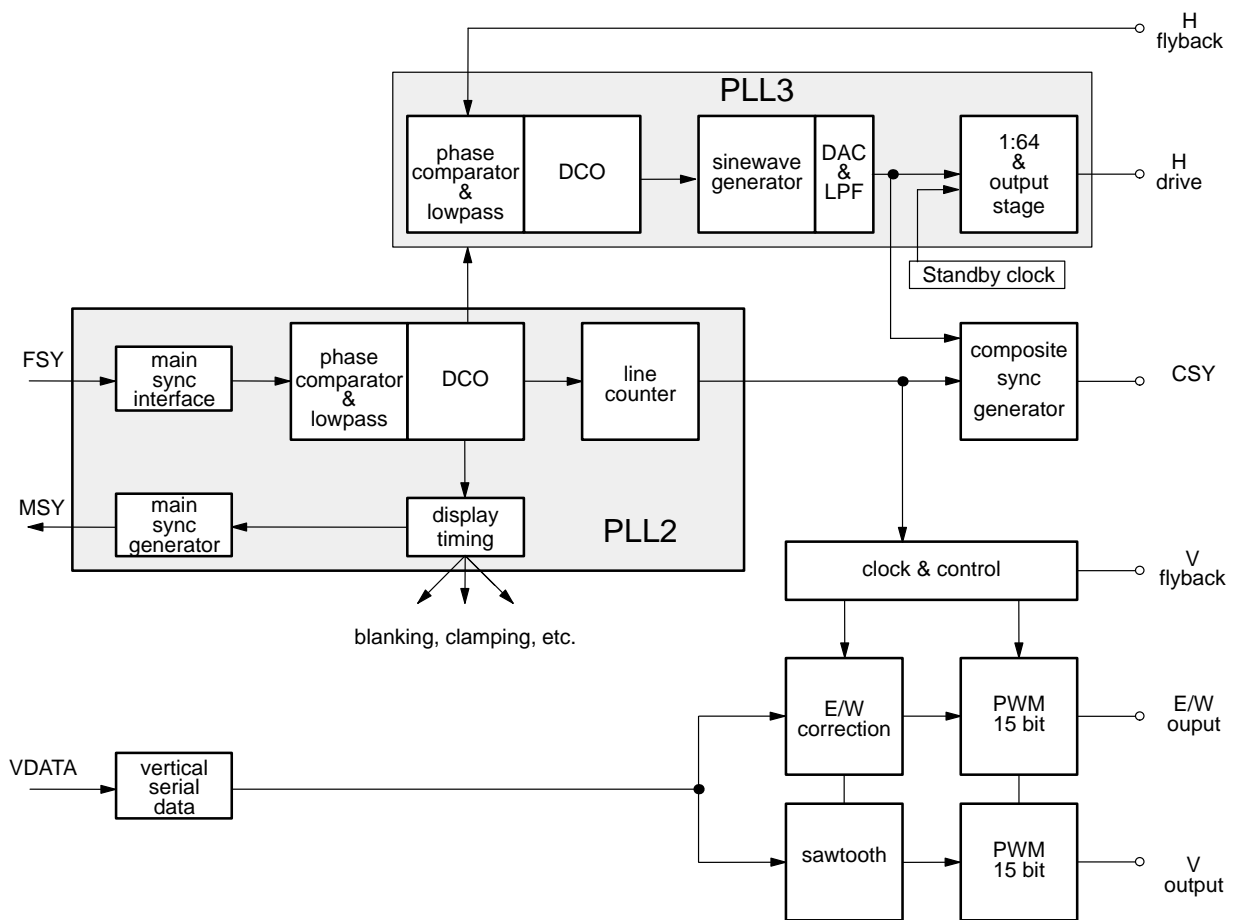 H
flyback
PLL3
phase
comparator
&
lowpass
DCO
sinewave
generator
DAC
&
LPF
1:64
&
output
stage
H
drive
Standby clock
FSY
main
sync
interface
phase
comparator
&
lowpass
DCO
line
counter
composite
sync
generator
CSY
MSY
main
sync
generator
display
timing
PLL2
clock & control
V
flyback
blanking, clamping, etc.
E/W
correction
PWM
15 bit
E/W
ouput
VDATA
vertical
serial
data
sawtooth
PWM
15 bit
V
output